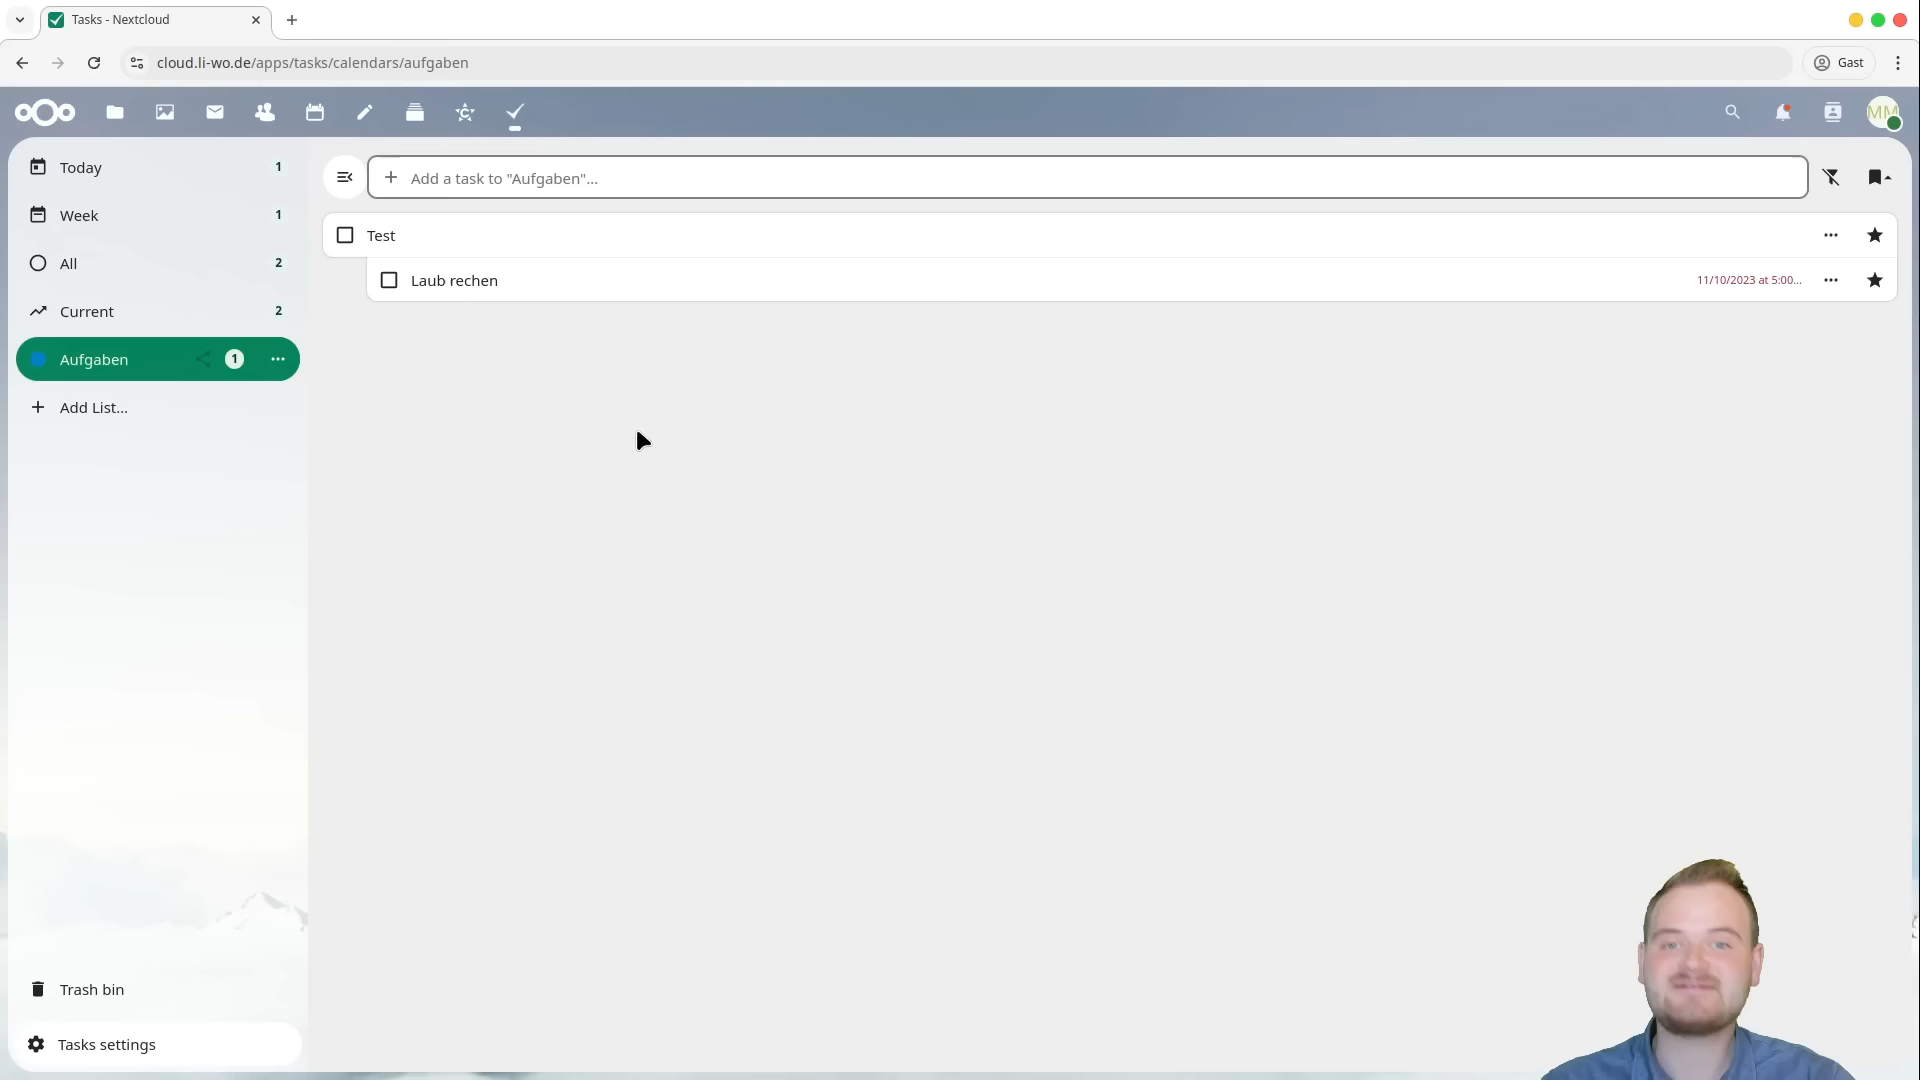 Tasks - Nextcloud
cloud.li-wo.de/apps/tasks/calendars/aufgaben
Gast
MM
Today 1
Week 1
All 2
Current 2
Aufgaben 1
Add List...
Trash bin
Tasks settings
Add a task to "Aufgaben"...
Test
Laub rechen 11/10/2023 at 5:00...